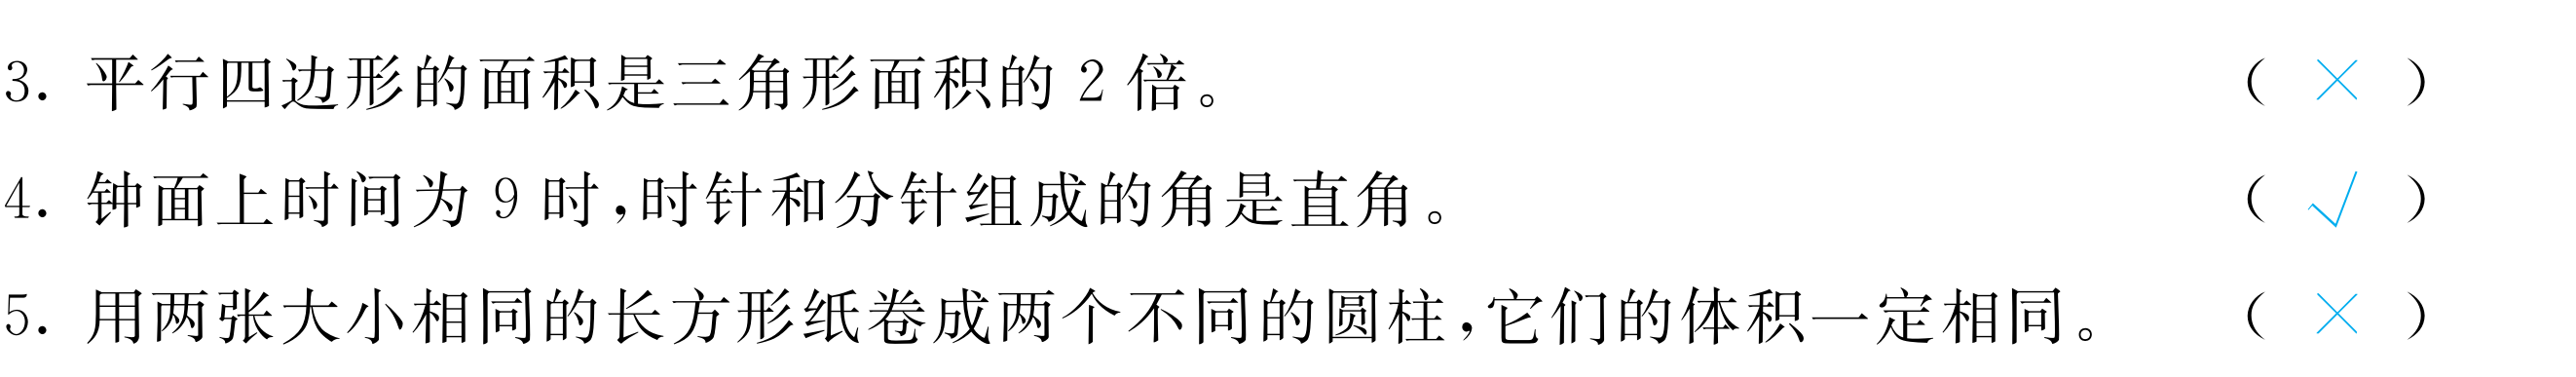 3. 平行四边形的面积是三角形面积的 2 倍。 ( × )
4. 钟面上时间为 9 时,时针和分针组成的角是直角。 ( √ )
5. 用两张大小相同的长方形纸卷成两个不同的圆柱,它们的体积一定相同。 ( × )